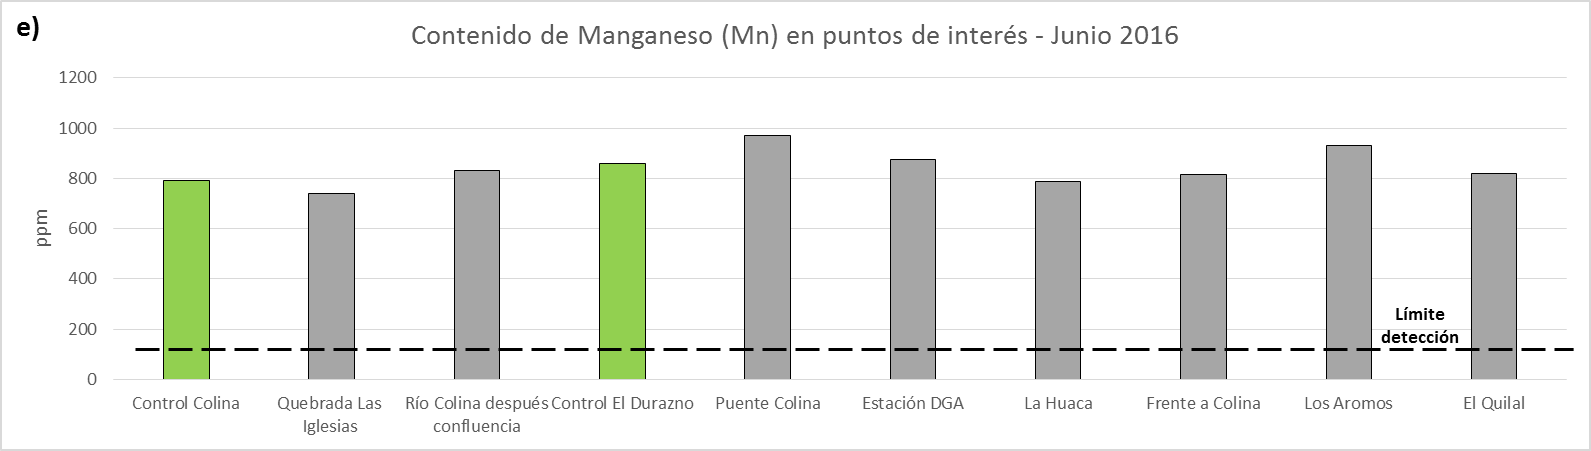 e)
Contenido de Manganeso (Mn) en puntos de interés - Junio 2016
ppm
1200
1000
800
600
400
200
0
Límite
detección
Control Colina
Quebrada Las
Iglesias
Río Colina después
confluencia
Control El Durazno
Puente Colina
Estación DGA
La Huaca
Frente a Colina
Los Aromos
El Quilal